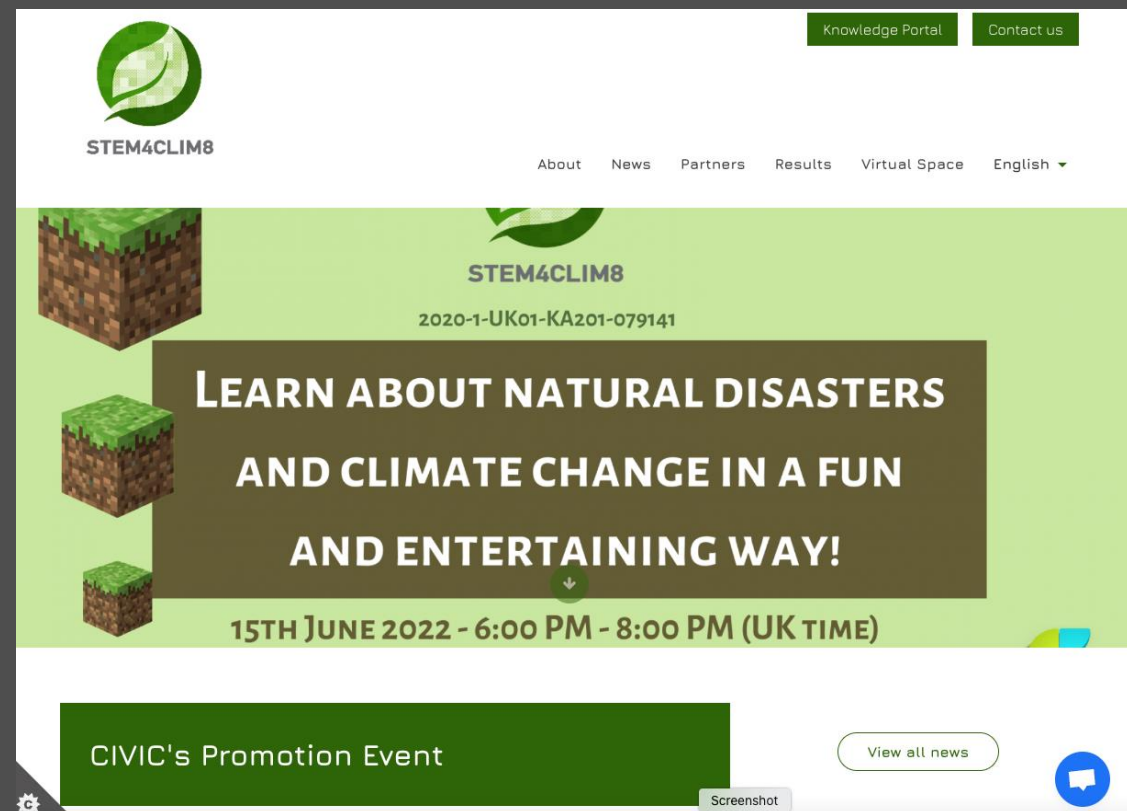 Knowledge Portal
Contact us
STEM4CLIM8
About News Partners Results Virtual Space English
STEM4CLIM8
2020-1-UK01-KA201-079141
LEARN ABOUT NATURAL DISASTERS
AND CLIMATE CHANGE IN A FUN
AND ENTERTAINING WAY!
15TH JUNE 2022 - 6:00 PM - 8:00 PM (UK TIME)
CIVIC's Promotion Event
View all news
C
Screenshot